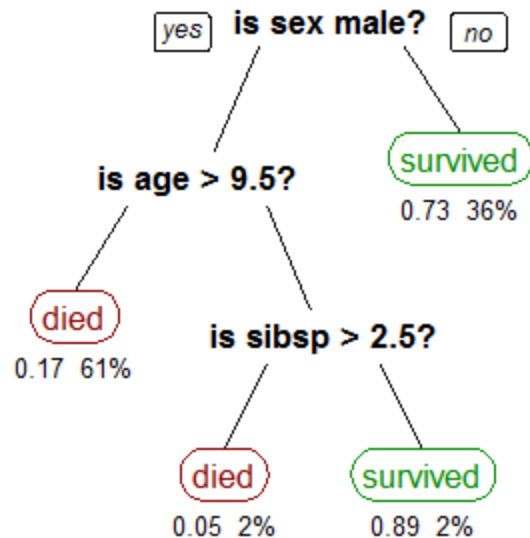 yes is sex male? no
survived
is age > 9.5?
0.73 36%
died
is sibsp > 2.5?
0.17 61%
died survived
0.05 2% 0.89 2%